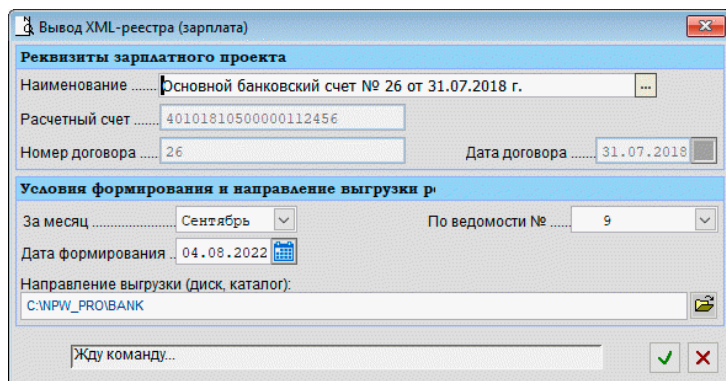 Вывод XML-реестра (зарплата)
Реквизиты зарплатного проекта
Наименование ....... Основной банковский счет № 26 от 31.07.2018 г. ...
Расчетный счет ...... 40101810500000112456
Номер договора ..... 26 Дата договора ....... 31.07.2018
Условия формирования и направление выгрузки р
За месяц ..................... Сентябрь По ведомости № ...... 9
Дата формирования .. 04.08.2022
Направление выгрузки (диск, каталог):
C:\NPW_PRO\BANK
Жду команду...